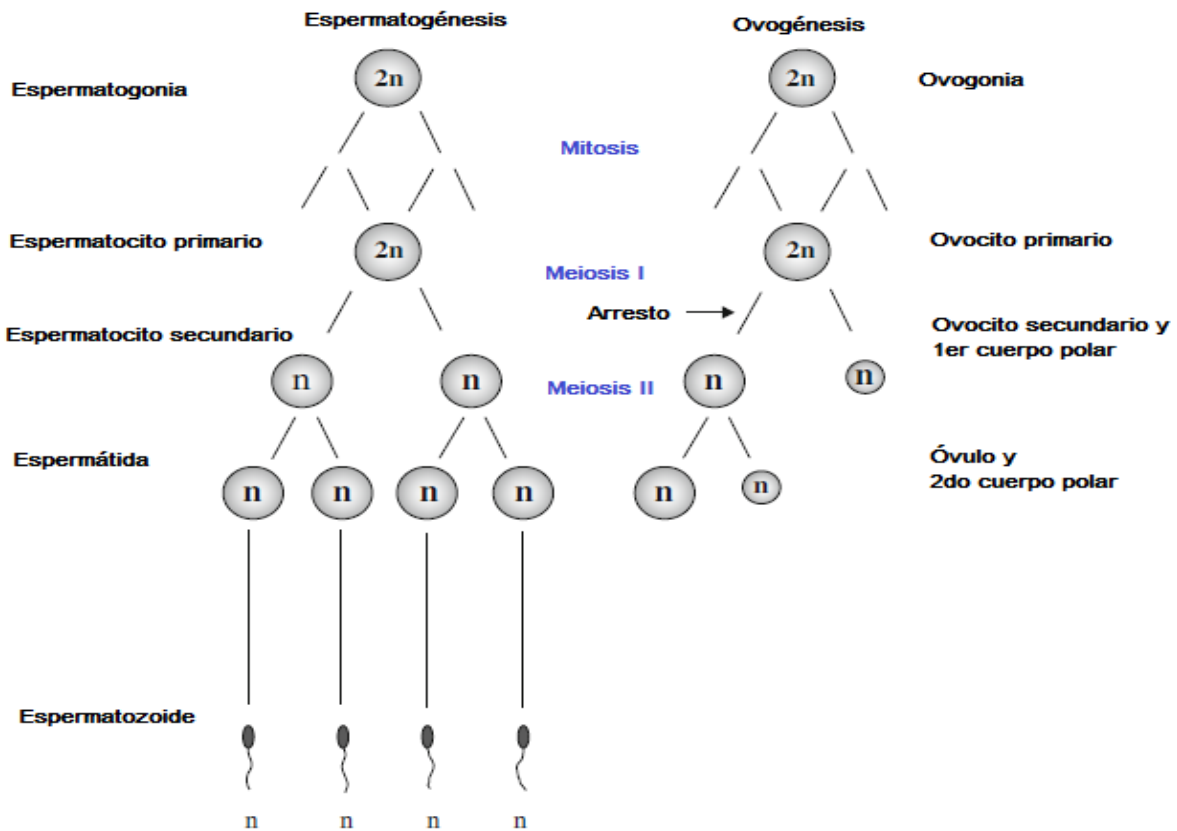 Espermatogénesis
Ovogénesis
2n
2n
Espermatogonia
Ovogonia
Mitosis
Espermatocito primario
2n
2n
Ovocito primario
Meiosis I
Arresto
Espermatocito secundario
Ovocito secundario y
1er cuerpo polar
n
n
Meiosis II
n
n
Espermátida
Óvulo y
2do cuerpo polar
n
n
n
n
n
n
Espermatozoide
n
n
n
n